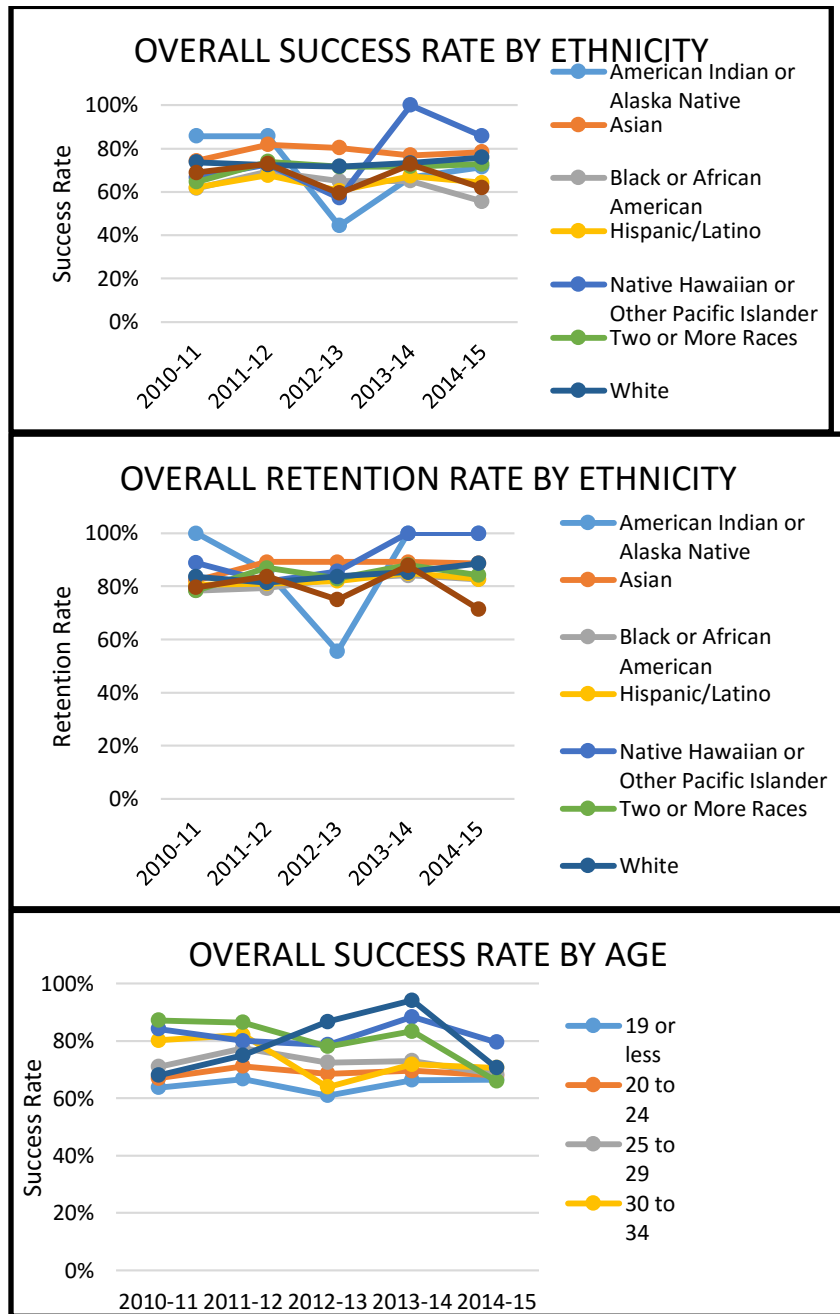 OVERALL SUCCESS RATE BY ETHNICITY
Success Rate
100%
80%
60%
40%
20%
0%
2010-11
2011-12
2012-13
2013-14
2014-15
American Indian or
Alaska Native
Asian
Black or African
American
Hispanic/Latino
Native Hawaiian or
Other Pacific Islander
Two or More Races
White
OVERALL RETENTION RATE BY ETHNICITY
Retention Rate
100%
80%
60%
40%
20%
0%
2010-11
2011-12
2012-13
2013-14
2014-15
American Indian or
Alaska Native
Asian
Black or African
American
Hispanic/Latino
Native Hawaiian or
Other Pacific Islander
Two or More Races
White
OVERALL SUCCESS RATE BY AGE
Success Rate
100%
80%
60%
40%
20%
0%
2010-11 2011-12 2012-13 2013-14 2014-15
19 or
less
20 to
24
25 to
29
30 to
34